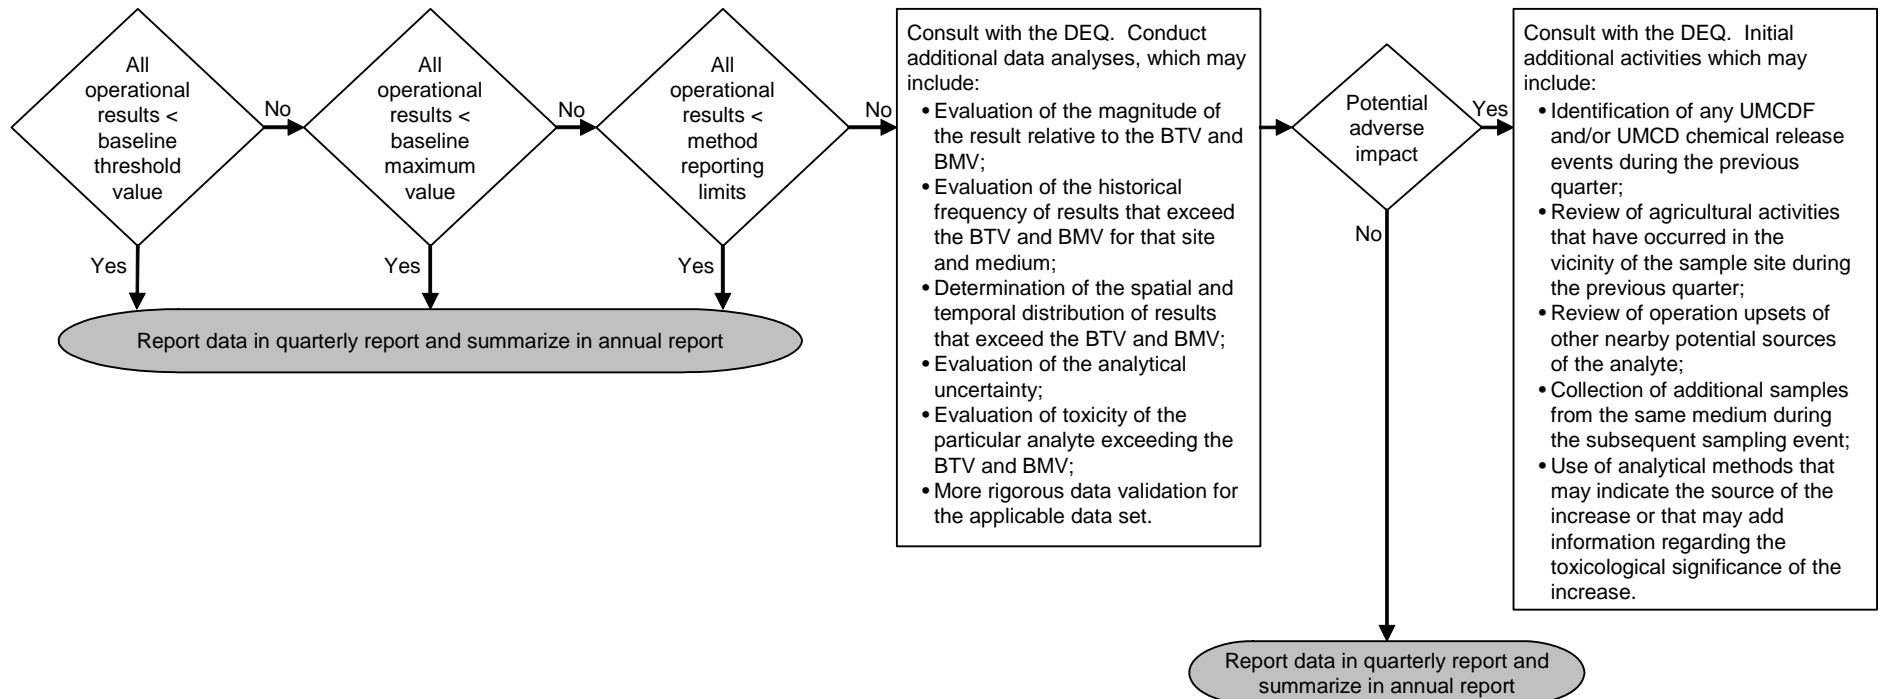 All
operational
results <
baseline
threshold
value
No
Yes
All
operational
results <
baseline
maximum
value
No
Yes
All
operational
results <
method
reporting
limits
No
Yes
Report data in quarterly report and summarize in annual report
Consult with the DEQ. Conduct
additional data analyses, which may
include:
• Evaluation of the magnitude of
the result relative to the BTV and
BMV;
• Evaluation of the historical
frequency of results that exceed
the BTV and BMV for that site
and medium;
• Determination of the spatial and
temporal distribution of results
that exceed the BTV and BMV;
• Evaluation of the analytical
uncertainty;
• Evaluation of toxicity of the
particular analyte exceeding the
BTV and BMV;
• More rigorous data validation for
the applicable data set.
Potential
adverse
impact
Yes
No
Consult with the DEQ. Initial
additional activities which may
include:
• Identification of any UMCDF
and/or UMCD chemical release
events during the previous
quarter;
• Review of agricultural activities
that have occurred in the
vicinity of the sample site during
the previous quarter;
• Review of operation upsets of
other nearby potential sources
of the analyte;
• Collection of additional samples
from the same medium during
the subsequent sampling event;
• Use of analytical methods that
may indicate the source of the
increase or that may add
information regarding the
toxicological significance of the
increase.
Report data in quarterly report and
summarize in annual report